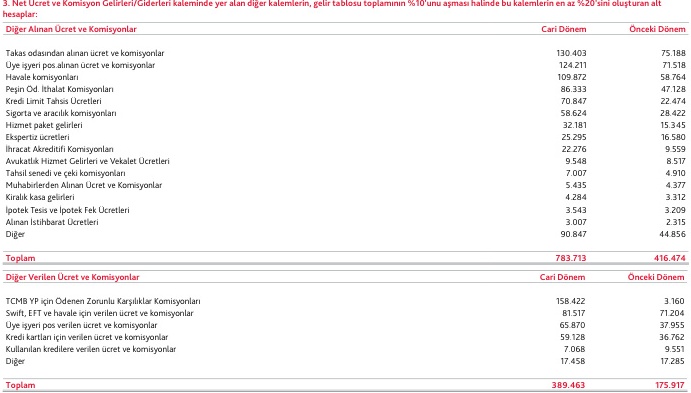 3. Net Ücret ve Komisyon Gelirleri/Giderleri kaleminde yer alan diğer kalemlerin, gelir tablosu toplamının %10'unu aşması halinde bu kalemlerin en az %20'sini oluşturan alt
hesaplar:
Diğer Alınan Ücret ve Komisyonlar Cari Dönem Önceki Dönem
Takas odasından alınan ücret ve komisyonlar 130.403 75.188
Üye işyeri pos alınan ücret ve komisyonlar 124.211 71.518
Havale komisyonları 109.872 58.764
Peşin Öd. İthalat Komisyonları 86.333 47.128
Kredi Limit Tahsis Ücretleri 70.847 22.474
Sigorta ve aracılık komisyonları 58.624 28.422
Hizmet paket gelirleri 32.181 15.345
Ekspertiz ücretleri 25.295 16.580
İhracat Akreditifi Komisyonları 22.276 9.559
Avukatlık Hizmet Gelirleri ve Vekalet Ücretleri 9.548 8.517
Tahsil senedi ve çeki komisyonları 7.007 4.910
Muhabirlerden Alınan Ücret ve Komisyonlar 5.435 4.377
Kiralık kasa gelirleri 4.284 3.312
İpotek Tesis ve İpotek Fek Ücretleri 3.543 3.209
Alınan İstihbarat Ücretleri 3.007 2.315
Diğer 90.847 44.856
Toplam 783.713 416.474
Diğer Verilen Ücret ve Komisyonlar Cari Dönem Önceki Dönem
TCMB YP için Ödenen Zorunlu Karşılıklar Komisyonları 158.422 3.160
Swift, EFT ve havale için verilen ücret ve komisyonlar 81.517 71.204
Üye işyeri pos verilen ücret ve komisyonlar 65.870 37.955
Kredi kartları için verilen ücret ve komisyonlar 59.128 36.762
Kullanılan kredilere verilen ücret ve komisyonlar 7.068 9.551
Diğer 17.458 17.285
Toplam 389.463 175.917